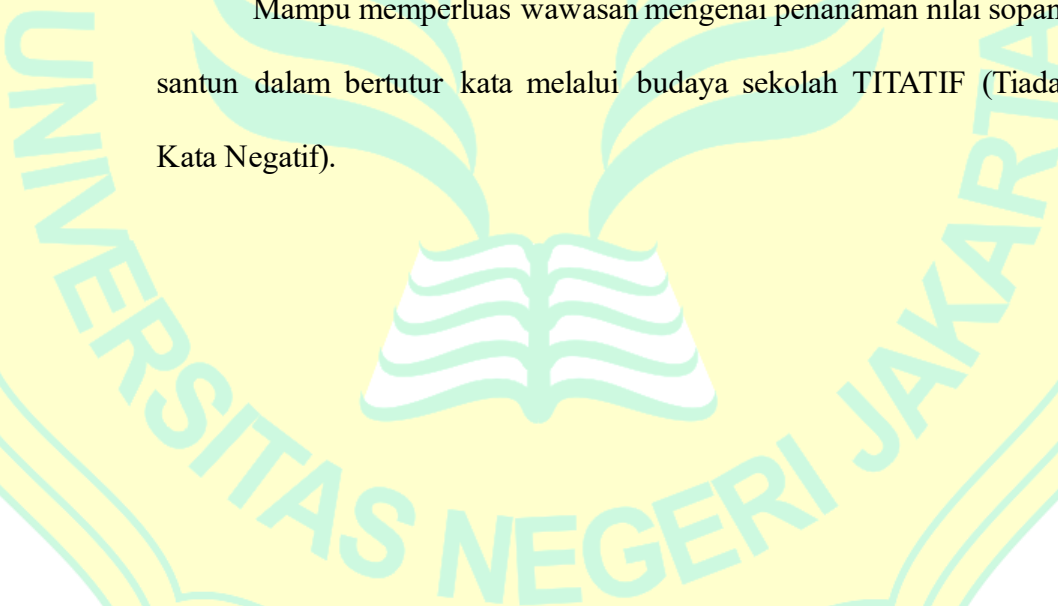 Mampu memperluas wawasan mengenai penanaman nilai sopan
santun dalam bertutur kata melalui budaya sekolah TITATIF (Tiada
Kata Negatif).
UNIVERSITAS NEGERI JAKARTA